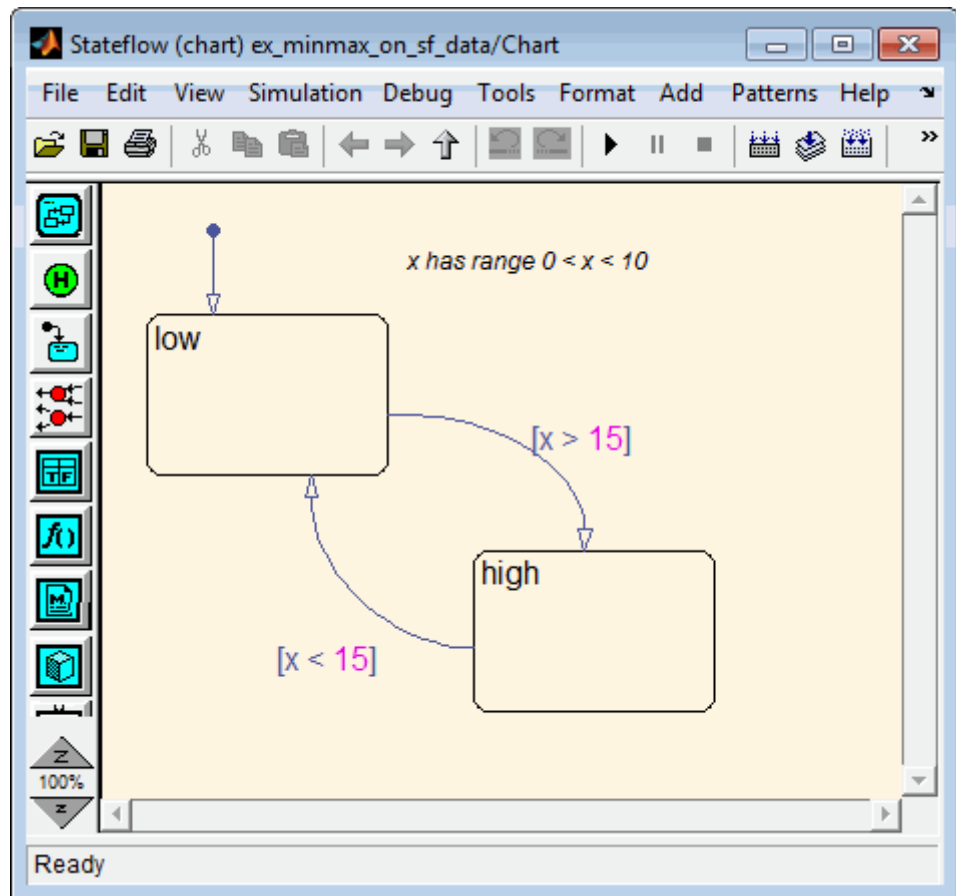 Stateflow (chart) ex_minmax_on_sf_data/Chart
File Edit View Simulation Debug Tools Format Add Patterns Help
»
x has range 0 < x < 10
H
low
[x > 15]
TF
f()
high
M
[x < 15]
Z
100%
z
Ready